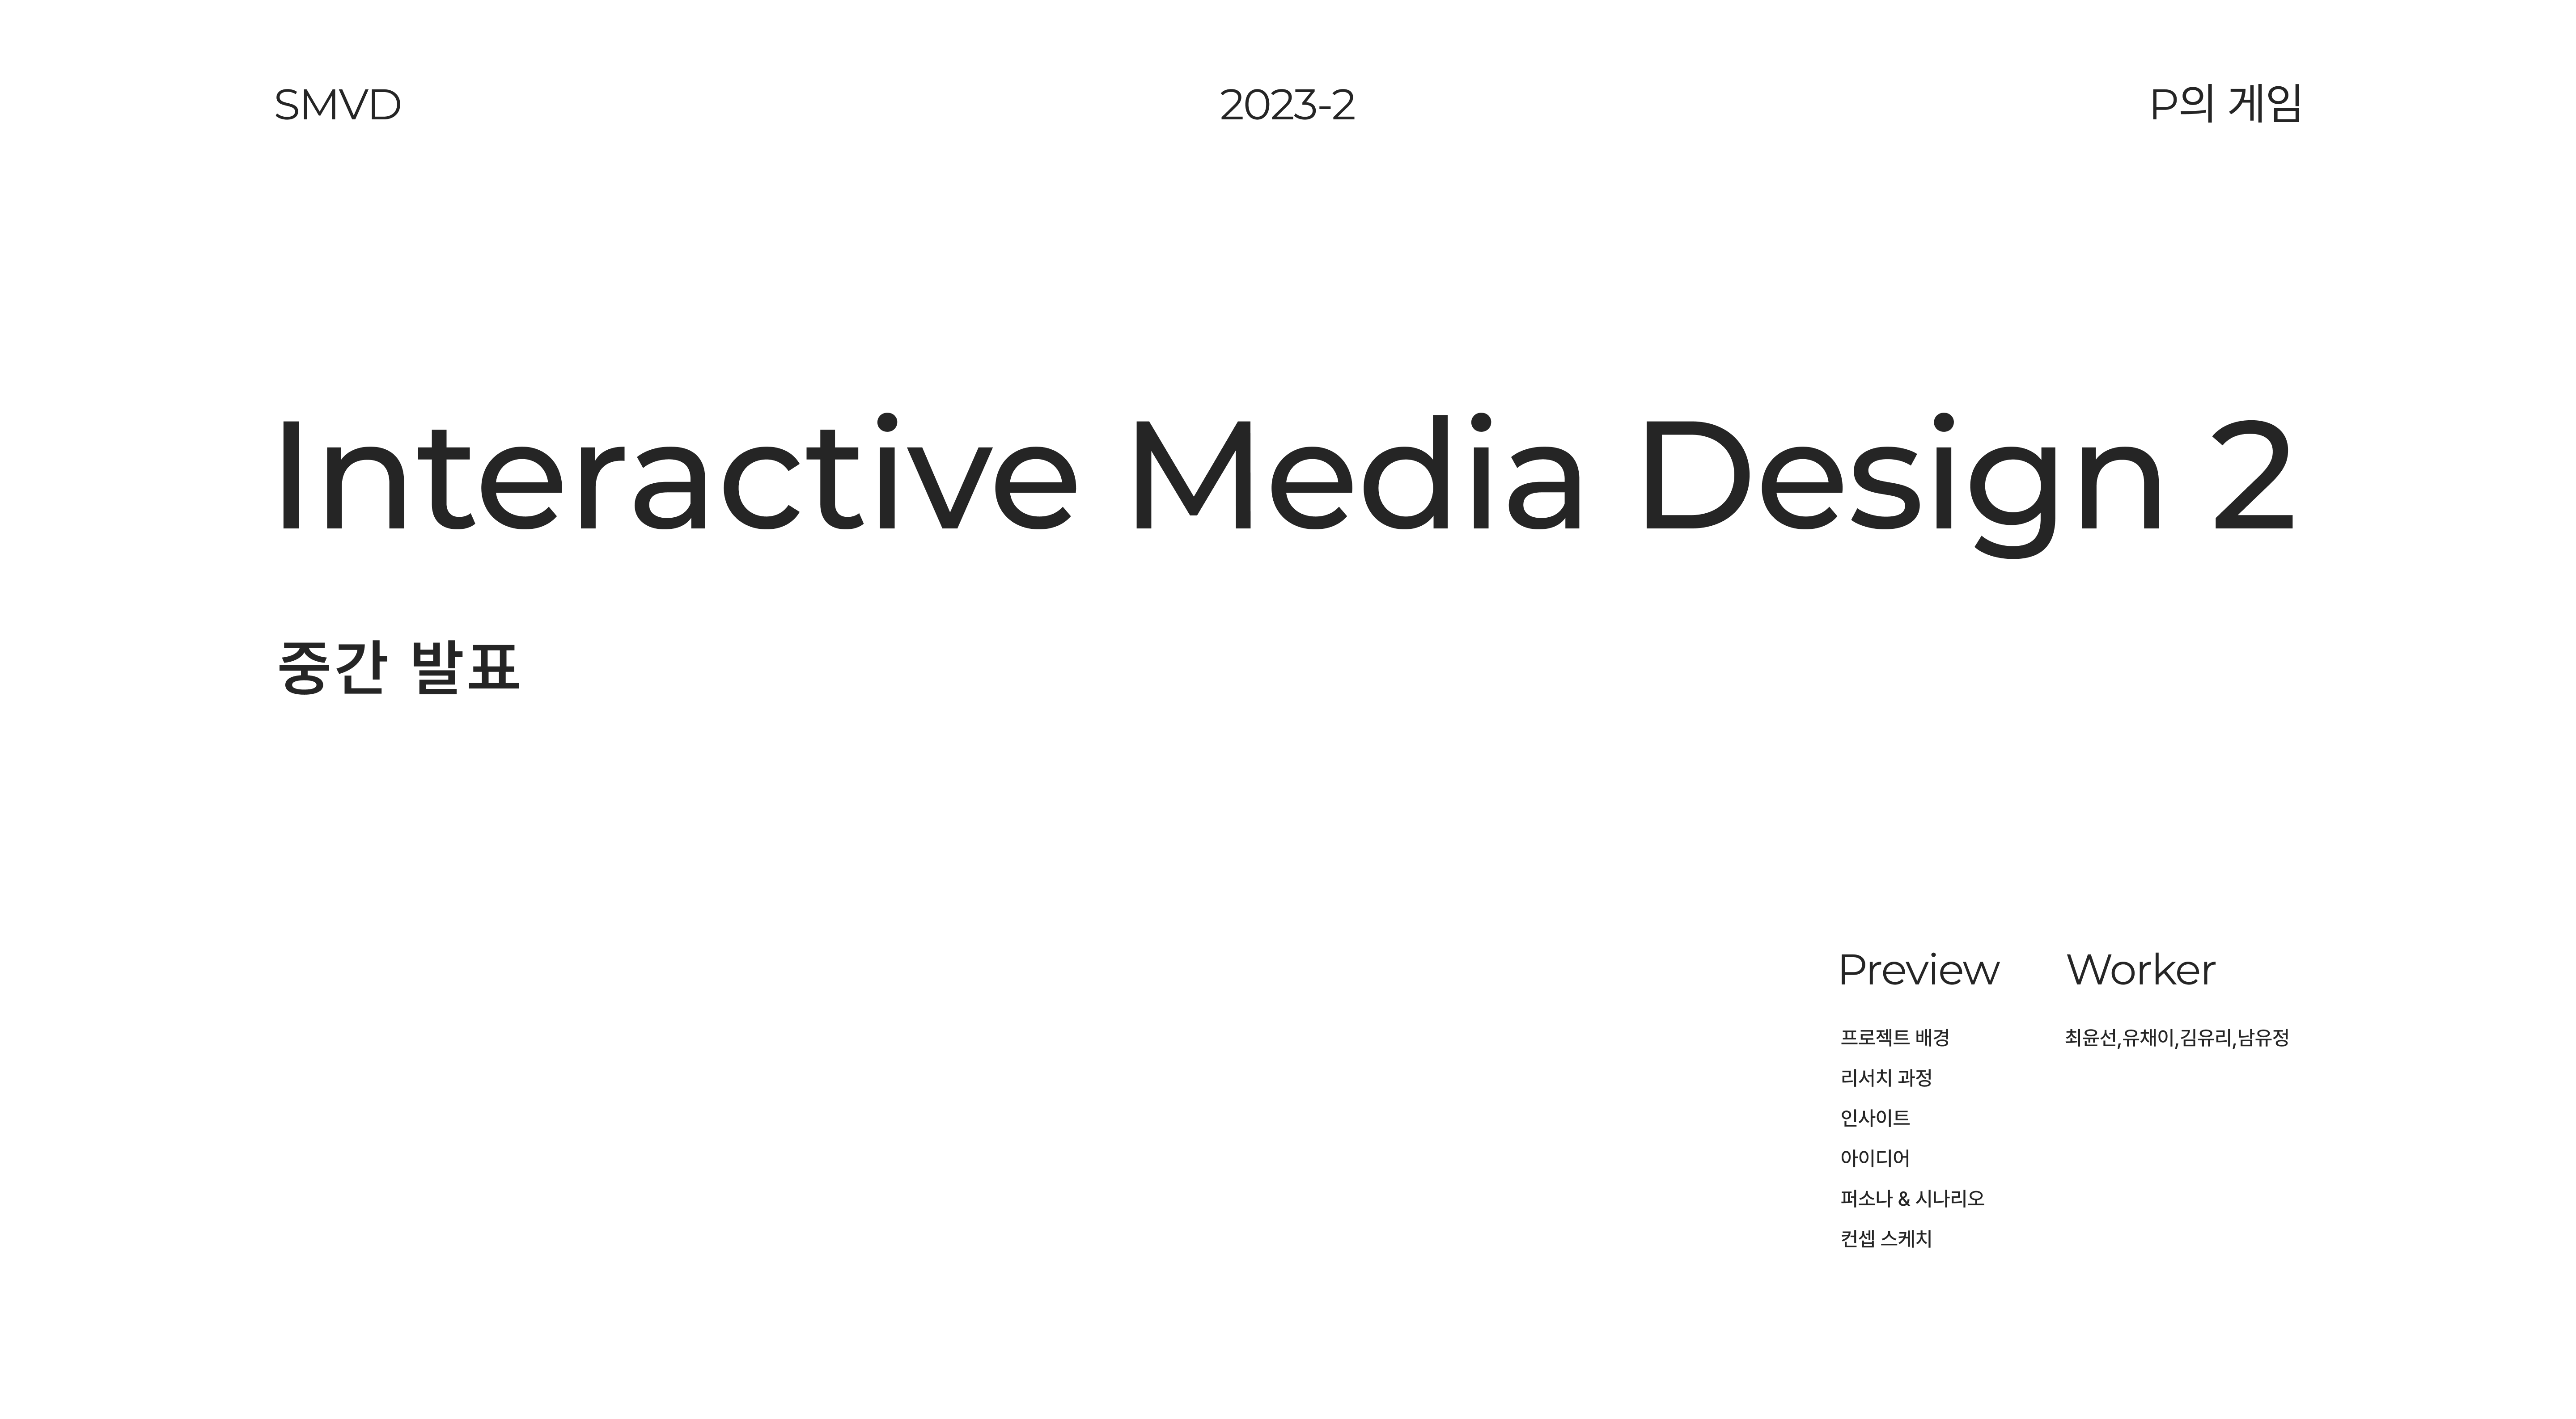 SMVD
2023-2
P의 게임
Interactive Media Design 2
중간 발표
Preview
프로젝트 배경
리서치 과정
인사이트
아이디어
퍼소나 & 시나리오
컨셉 스케치
Worker
최윤선,유채이,김유리,남유정